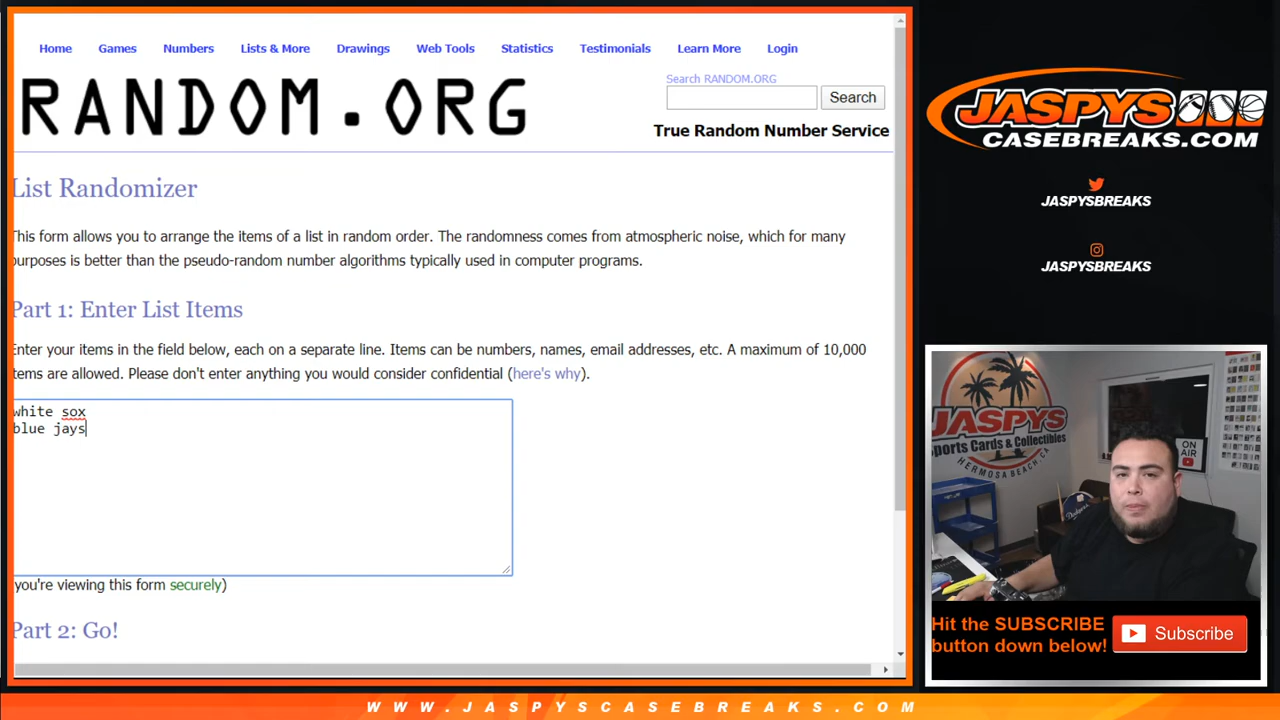 Home Games Numbers Lists & More Drawings Web Tools Statistics Testimonials Learn More Login
RANDOM.ORG
Search RANDOM.ORG
Search
True Random Number Service
List Randomizer
This form allows you to arrange the items of a list in random order. The randomness comes from atmospheric noise, which for many
purposes is better than the pseudo-random number algorithms typically used in computer programs.
Part 1: Enter List Items
Enter your items in the field below, each on a separate line. Items can be numbers, names, email addresses, etc. A maximum of 10,000
items are allowed. Please don't enter anything you would consider confidential (here's why).
white sox
blue jays
you're viewing this form securely)
Part 2: Go!
JASPYS
CASEBREAKS.COM
JASPYSBREAKS
JASPYSBREAKS
JASPYS
Sports Cards & Collectibles
HERMOSA BEACH, CA
ON
AIR
Dodgers
Hit the SUBSCRIBE
button down below!
Subscribe
WWW.JASPYSCASEBREAKS.COM